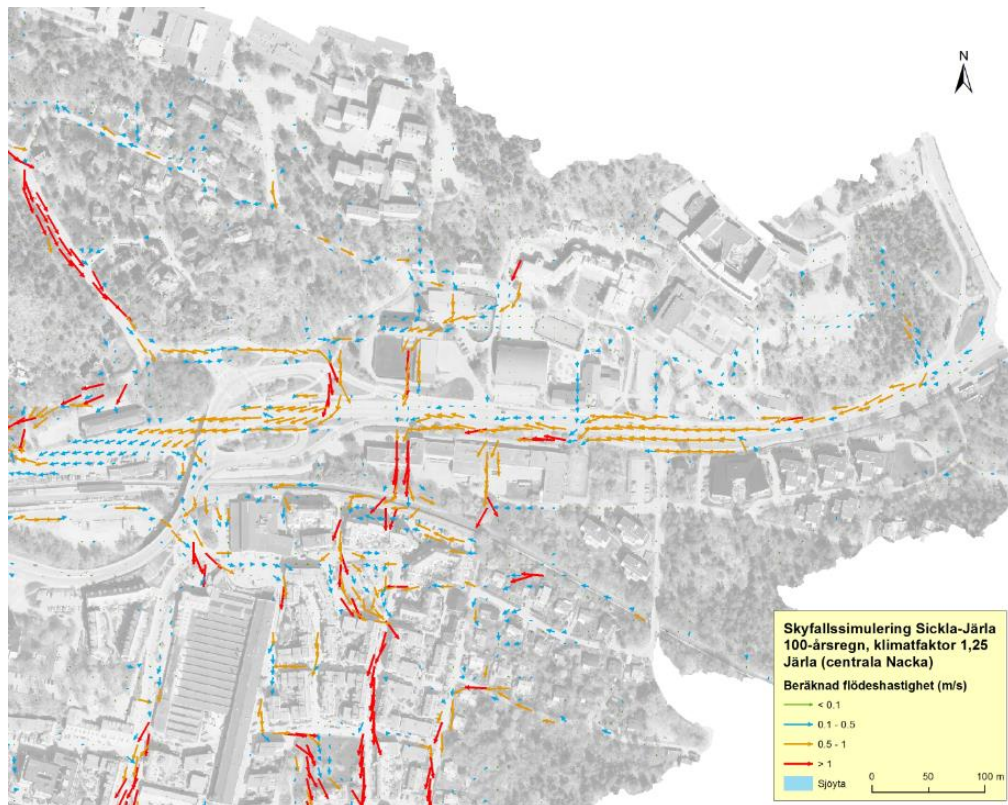 N
Skyfallssimulering Sickla-Järla
100-årsregn, klimatfaktor 1,25
Järla (centrala Nacka)
Beräknad flödeshastighet (m/s)
< 0.1
0.1 - 0.5
0.5 - 1
> 1
Sjöyta
0 50 100 m